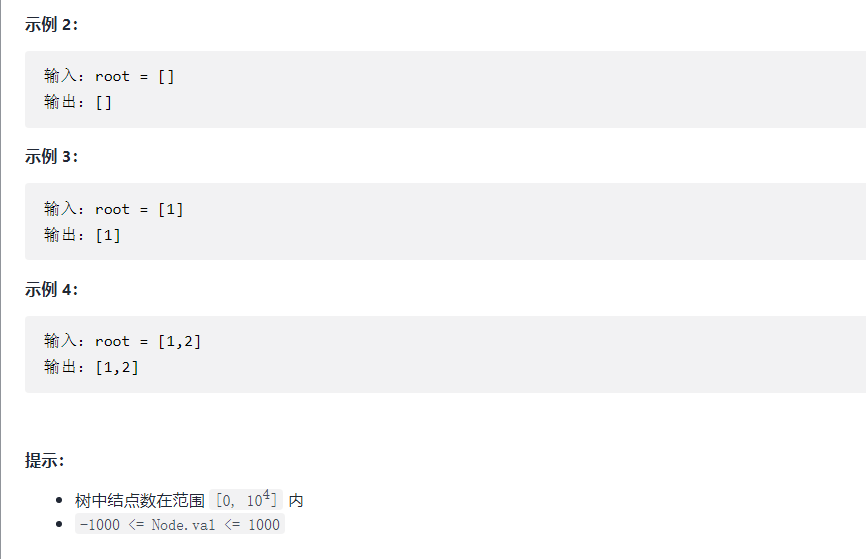 示例 2：
输入：root = []
输出：[]
示例 3：
输入：root = [1]
输出：[1]
示例 4：
输入：root = [1,2]
输出：[1,2]
提示：
• 树中结点数在范围 [0, 10⁴] 内
• -1000 <= Node.val <= 1000